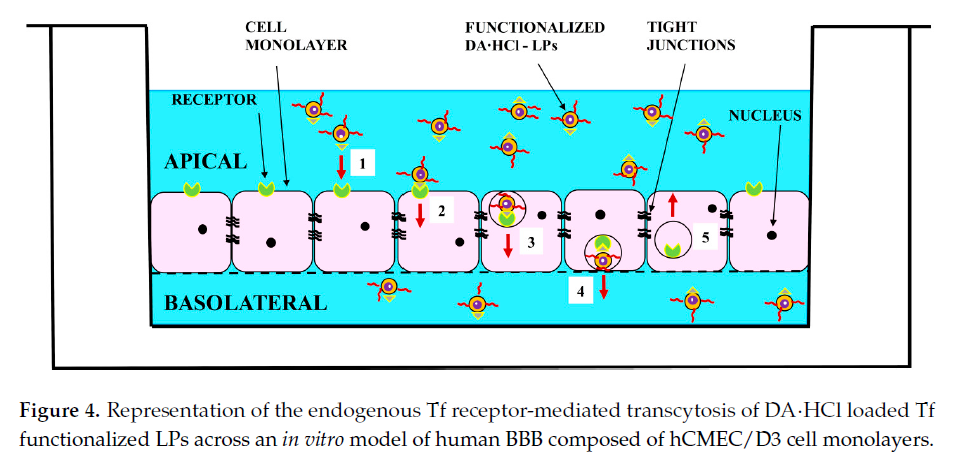 CELL
MONOLAYER
FUNCTIONALIZED
DA·HCl - LPs
TIGHT
JUNCTIONS
RECEPTOR
NUCLEUS
APICAL
1
2
3
4
5
BASOLATERAL
Figure 4. Representation of the endogenous Tf receptor-mediated transcytosis of DA·HCl loaded Tf
functionalized LPs across an in vitro model of human BBB composed of hCMEC/D3 cell monolayers.